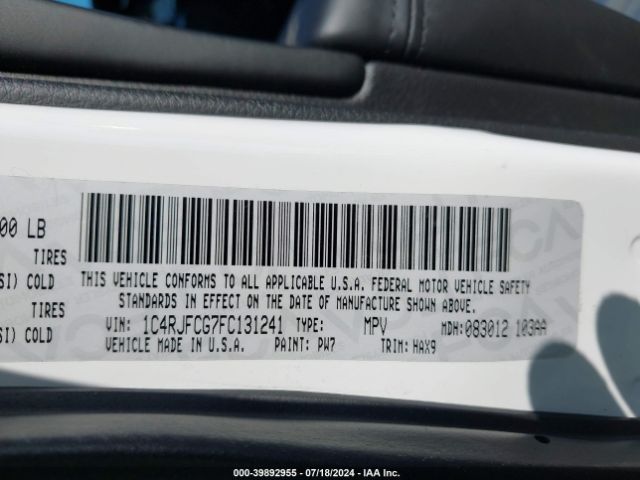 00 LB
TIRES
SI) COLD
TIRES
SI) COLD
THIS VEHICLE CONFORMS TO ALL APPLICABLE U.S.A. FEDERAL MOTOR VEHICLE SAFETY
STANDARDS IN EFFECT ON THE DATE OF MANUFACTURE SHOWN ABOVE.
VIN: 1C4RJFCG7FC131241 TYPE: MPV MDH: 083012 103AA
VEHICLE MADE IN U.S.A. PAINT: PW7 TRIM: HAX9
000-39892955 - 07/18/2024 - IAA Inc.